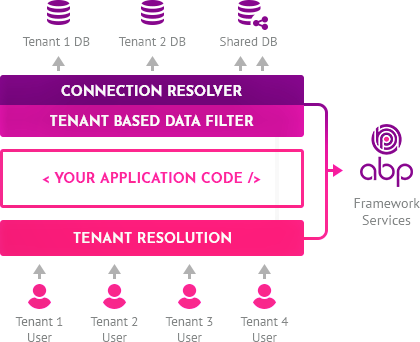 Tenant 1 DB
Tenant 2 DB
Shared DB
CONNECTION RESOLVER
TENANT BASED DATA FILTER
< YOUR APPLICATION CODE />
abp
Framework
Services
TENANT RESOLUTION
Tenant 1
User
Tenant 2
User
Tenant 3
User
Tenant 4
User